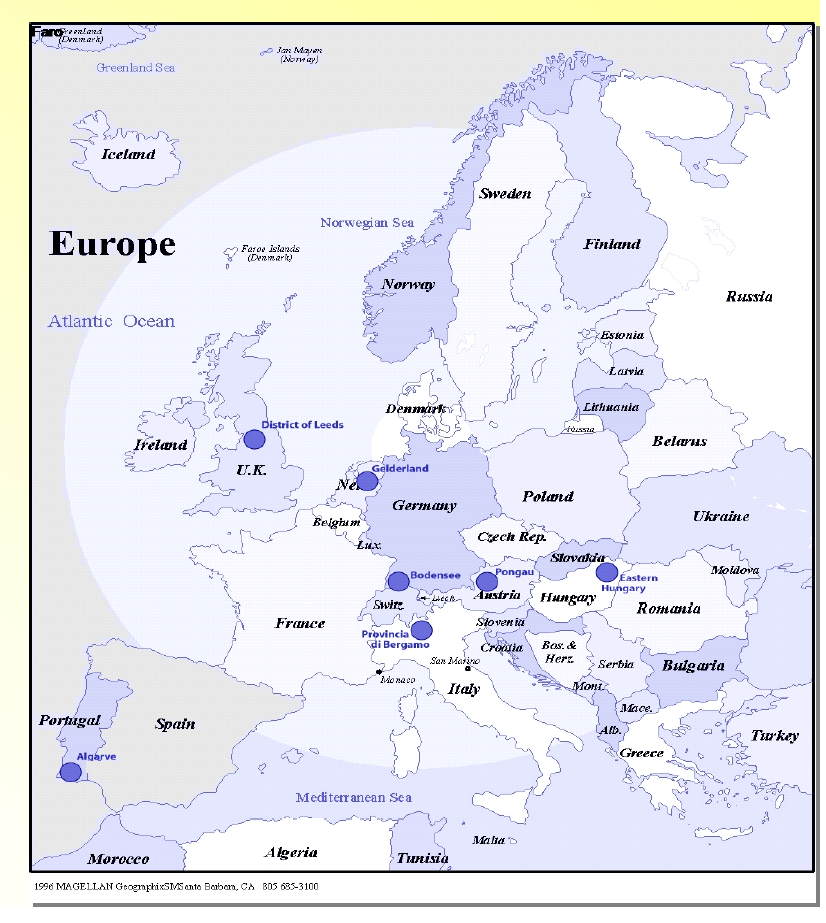 Faro
Greenland
(Denmark)
Jan Mayen
(Norway)
Greenland Sea
Iceland
Sweden
Norwegian Sea
Europe
Faroe Islands
(Denmark)
Finland
Norway
Russia
Atlantic Ocean
Estonia
Latvia
Denmark
Lithuania
Russia
District of Leeds
Ireland
Belarus
U.K.
Gelderland
Ne
Germany
Poland
Belgium
Ukraine
Czech Rep.
Lux.
Slovakia
Bodensee
Pongau
Eastern
Hungary
Moldova
Switz.
Liech.
Austria
Hungary
Romania
France
Slovenia
Provincia
di Bergamo
Croatia
Bos. &
Herz.
San Marino
Serbia
Bulgaria
Monaco
Italy
Mont.
Mace.
Portugal
Spain
Alb.
Turkey
Greece
Algarve
Mediterranean Sea
Malta
Morocco
Algeria
Tunisia
1996 MAGELLAN GeographixSMSanta Barbara, CA 805 685-3100